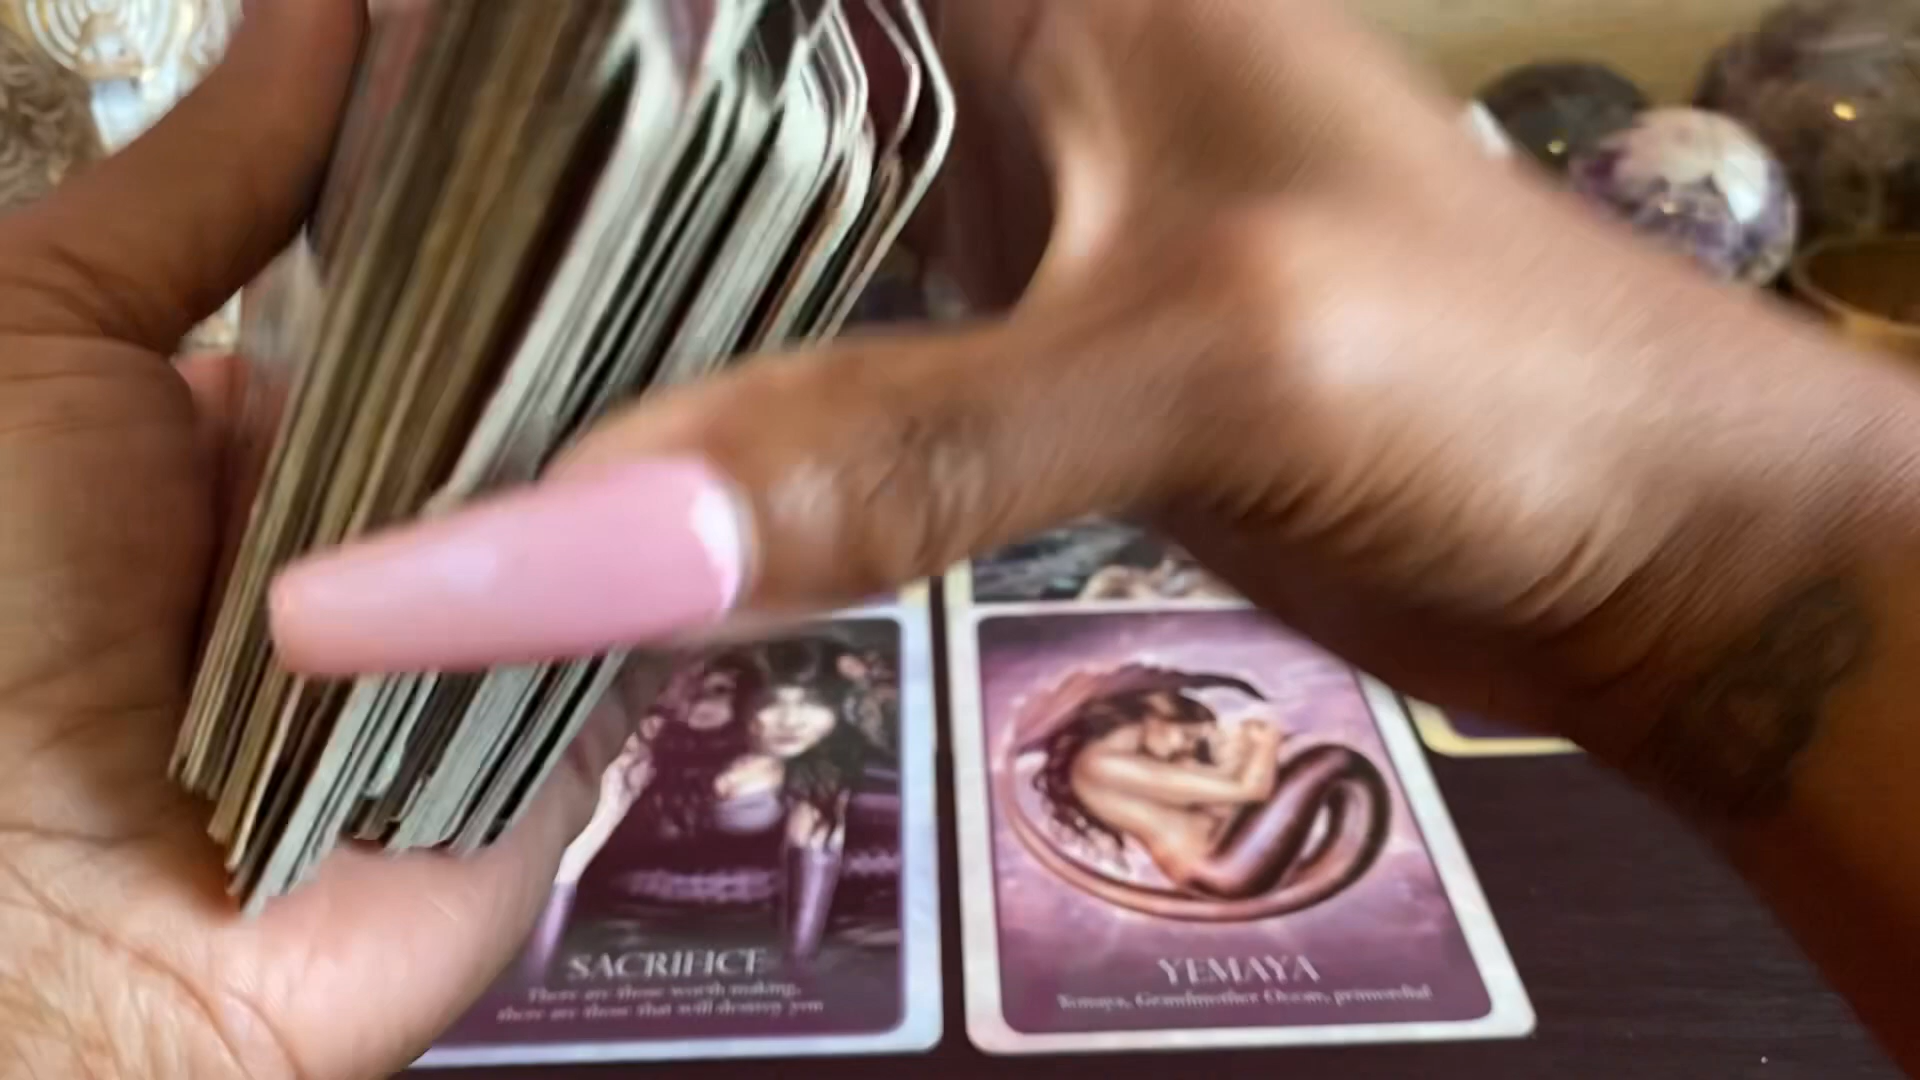 SACRIFICE
There are those worth making,
there are those that will destroy you
YEMAYA
Yemaya, Grandmother Ocean, primordial